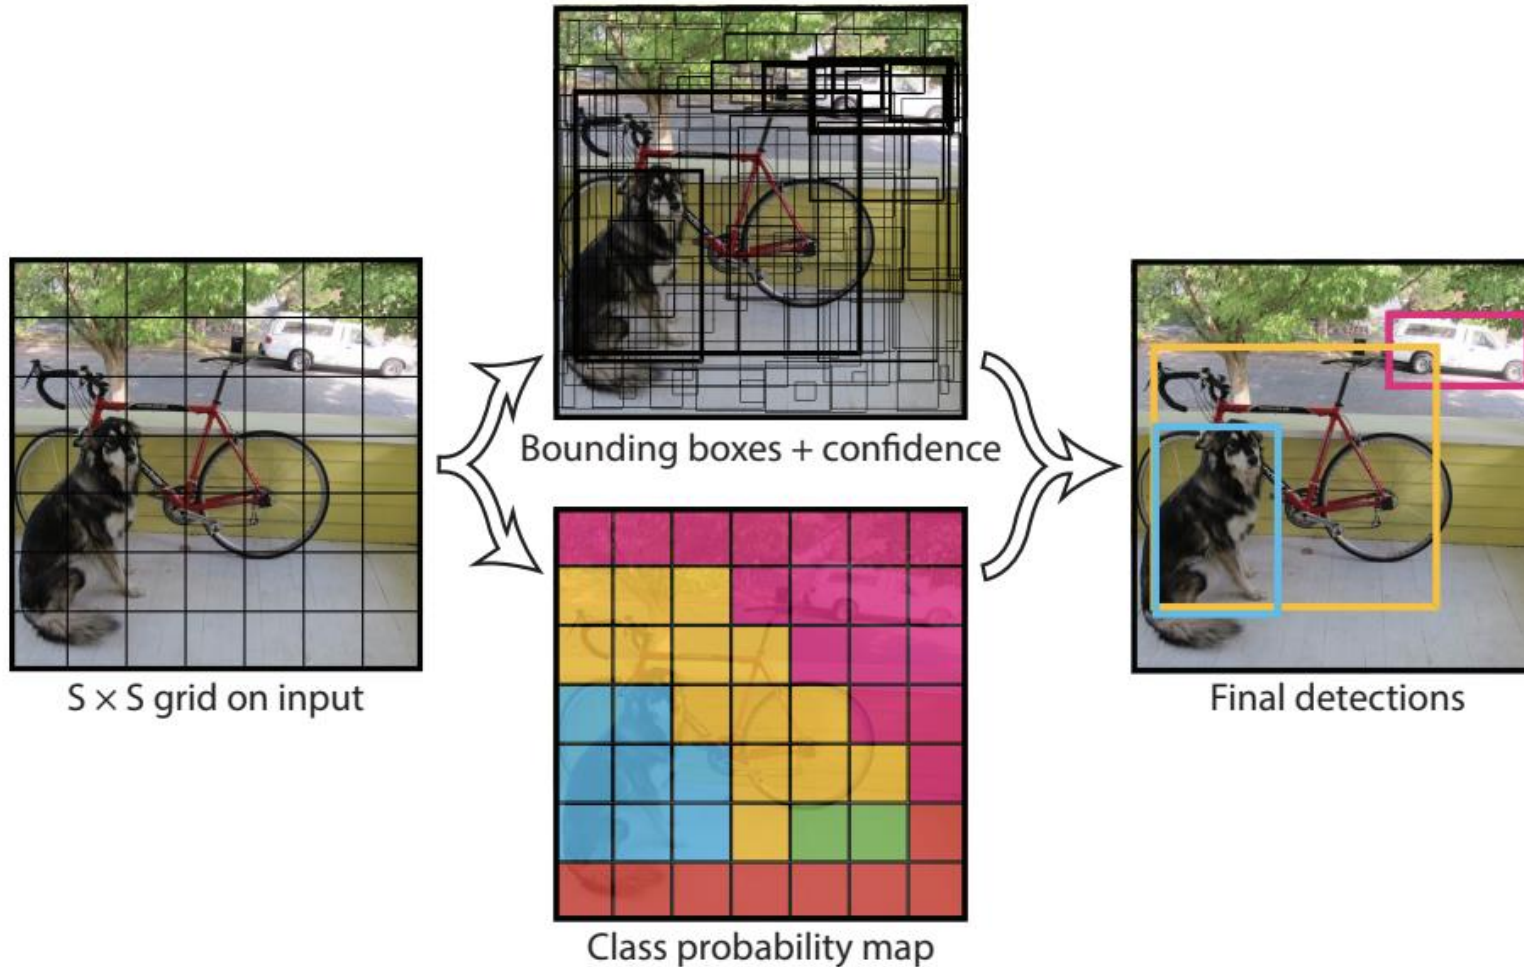 Bounding boxes + confidence
S × S grid on input
Final detections
Class probability map